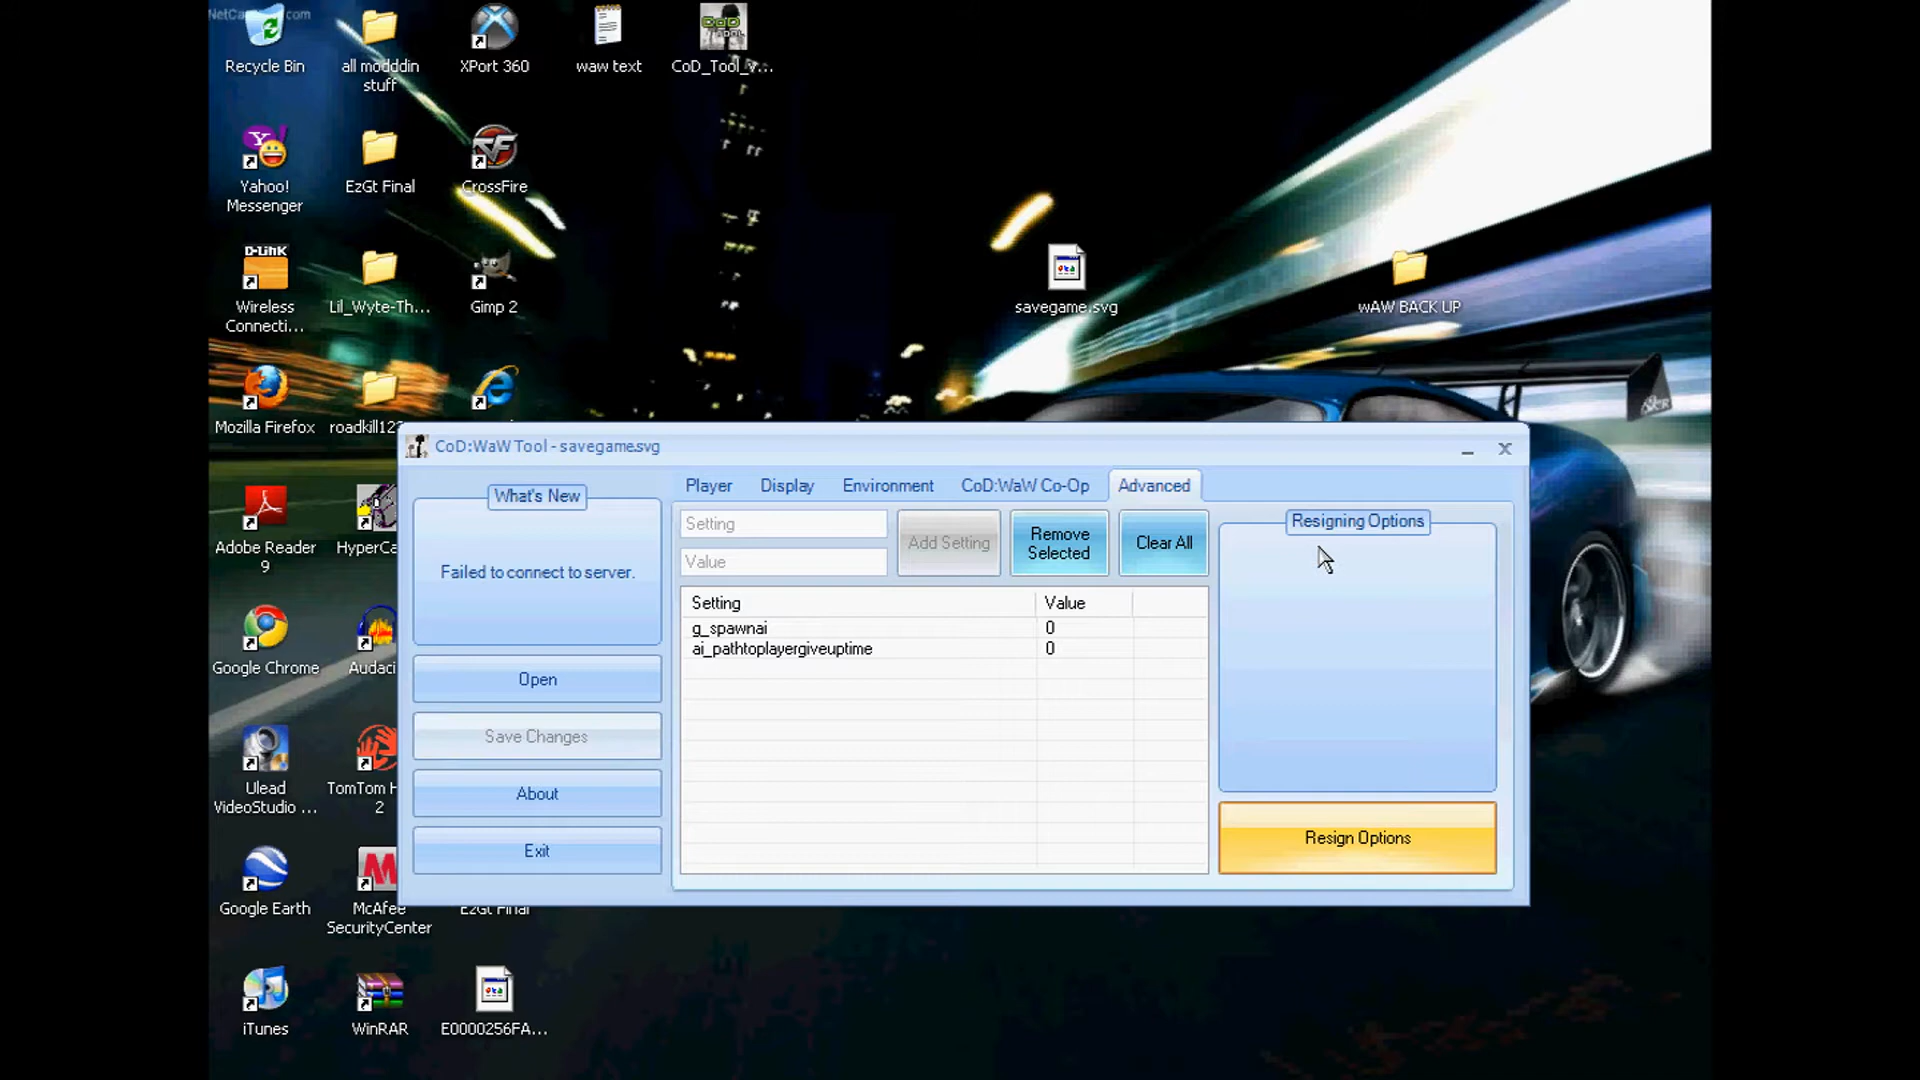 Recycle Bin
all modddin
stuff
XPort 360
waw text
CoD_Tool_v...
Yahoo!
Messenger
EzGt Final
CrossFire
D-Link
Wireless
Connecti...
Lil_Wyte-Th...
Gimp 2
savegame.svg
wAW BACK UP
Mozilla Firefox
roadkill12
CoD:WaW Tool - savegame.svg
What's New
Failed to connect to server.
Open
Save Changes
About
Exit
Player
Display
Environment
CoD:WaW Co-Op
Advanced
Setting
Value
Add Setting
Remove
Selected
Clear All
Setting
Value
g_spawnai
0
ai_pathtoplayergiveuptime
0
Resigning Options
Resign Options
Adobe Reader
9
HyperCa
Google Chrome
Audaci
Ulead
VideoStudio ...
TomTom H
2
Google Earth
McAfee
SecurityCenter
EzGt Final
iTunes
WinRAR
E0000256FA...